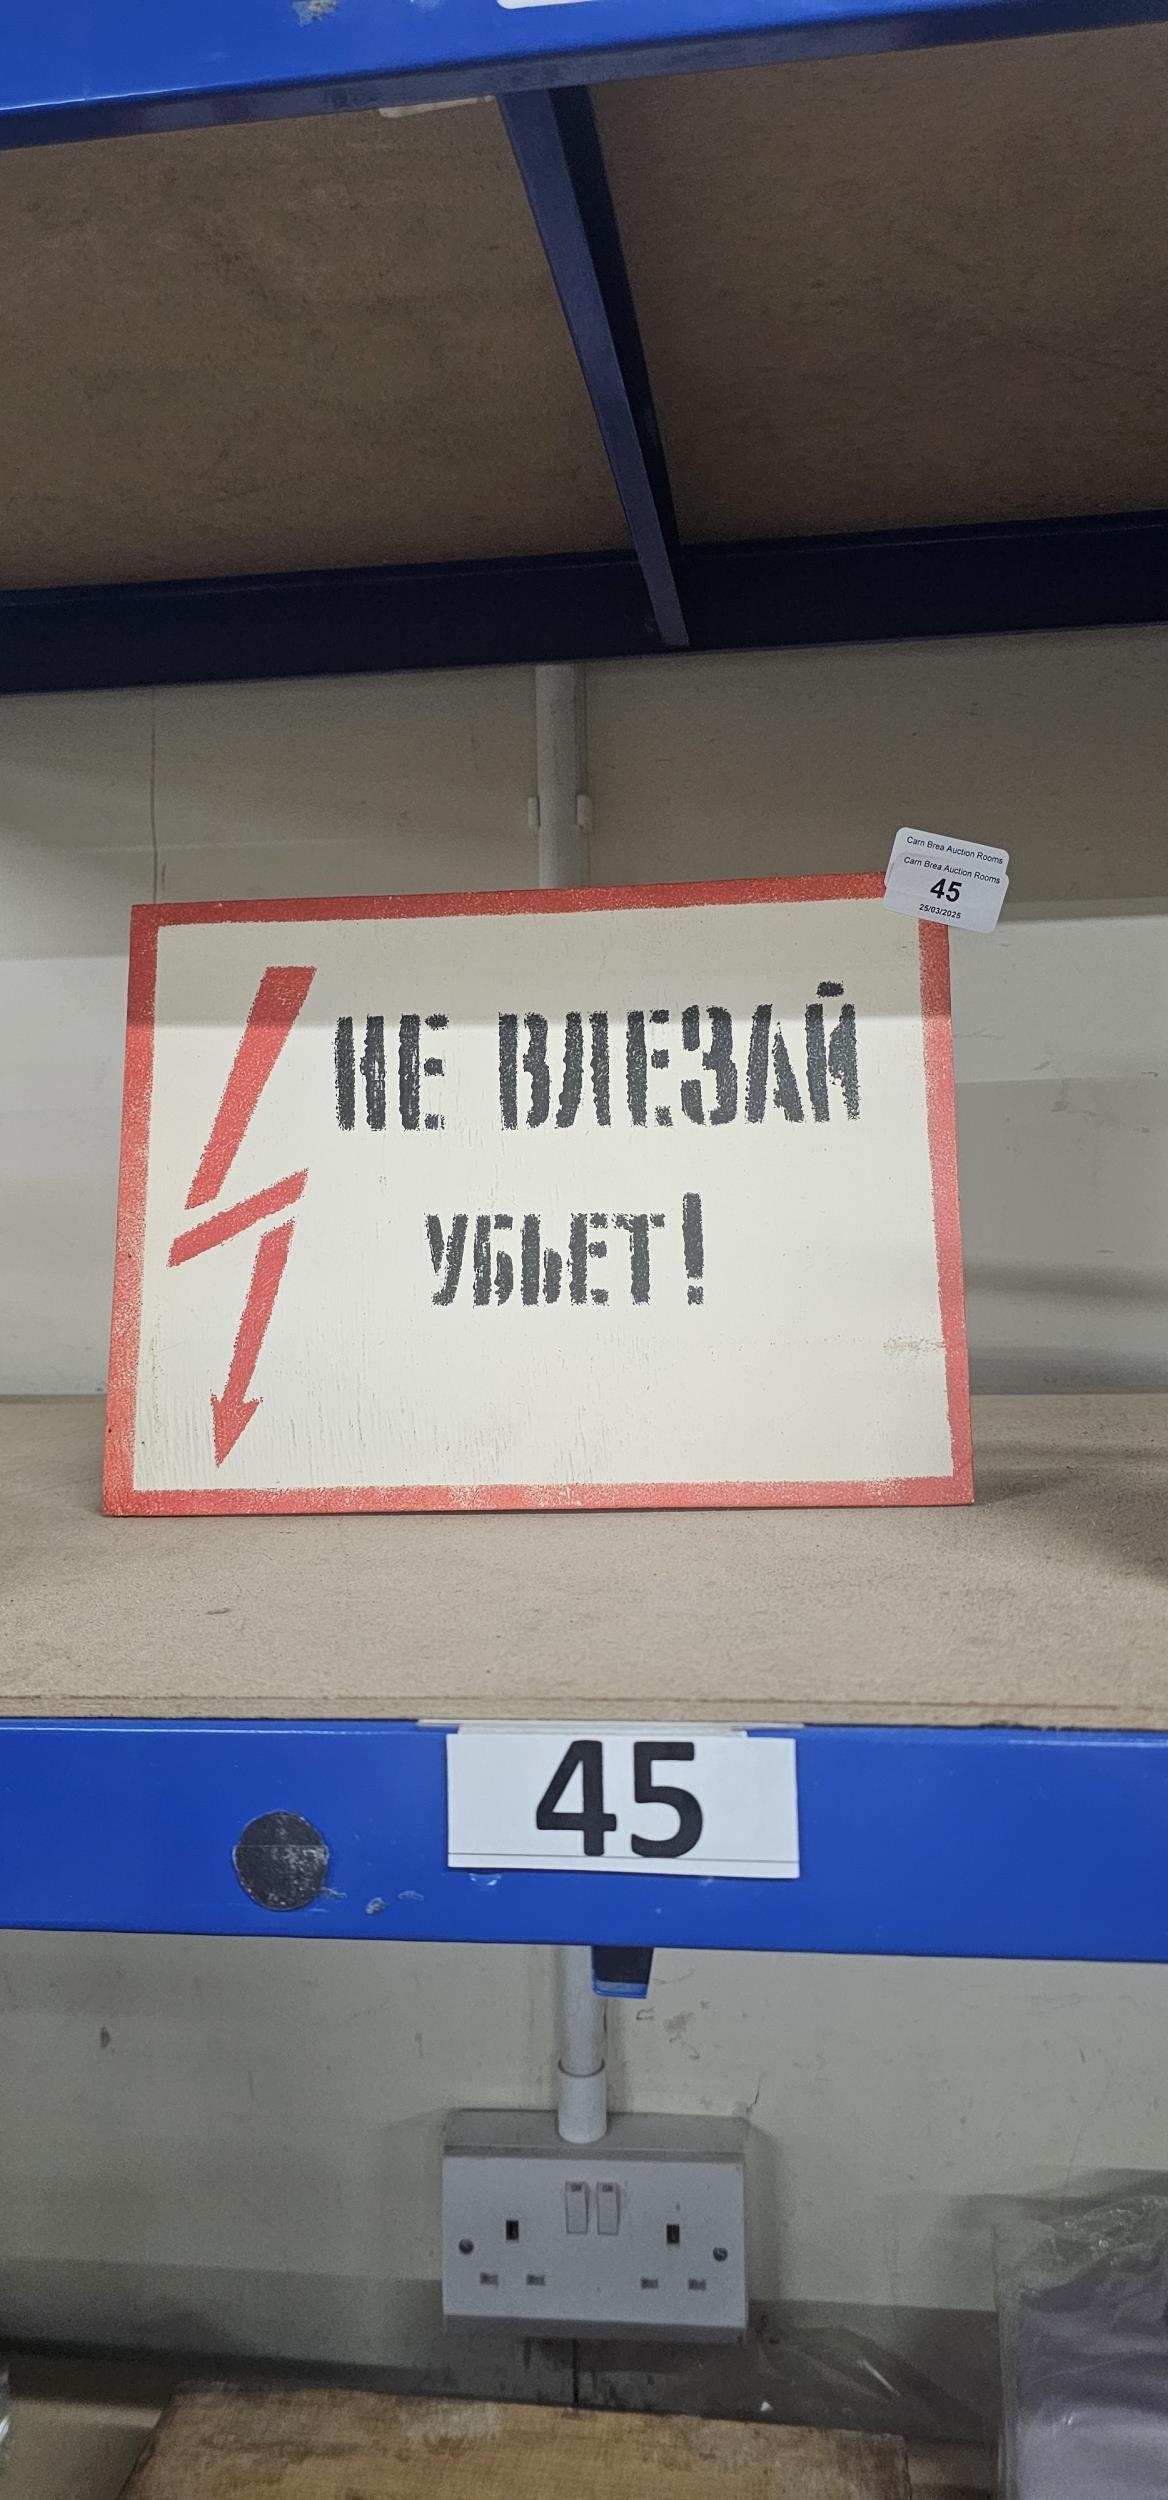 Carn Brea Auction Rooms
Carn Brea Auction Rooms
45
25/03/2025
НЕ ВЛЕЗАЙ
УБЬЕТ!
45